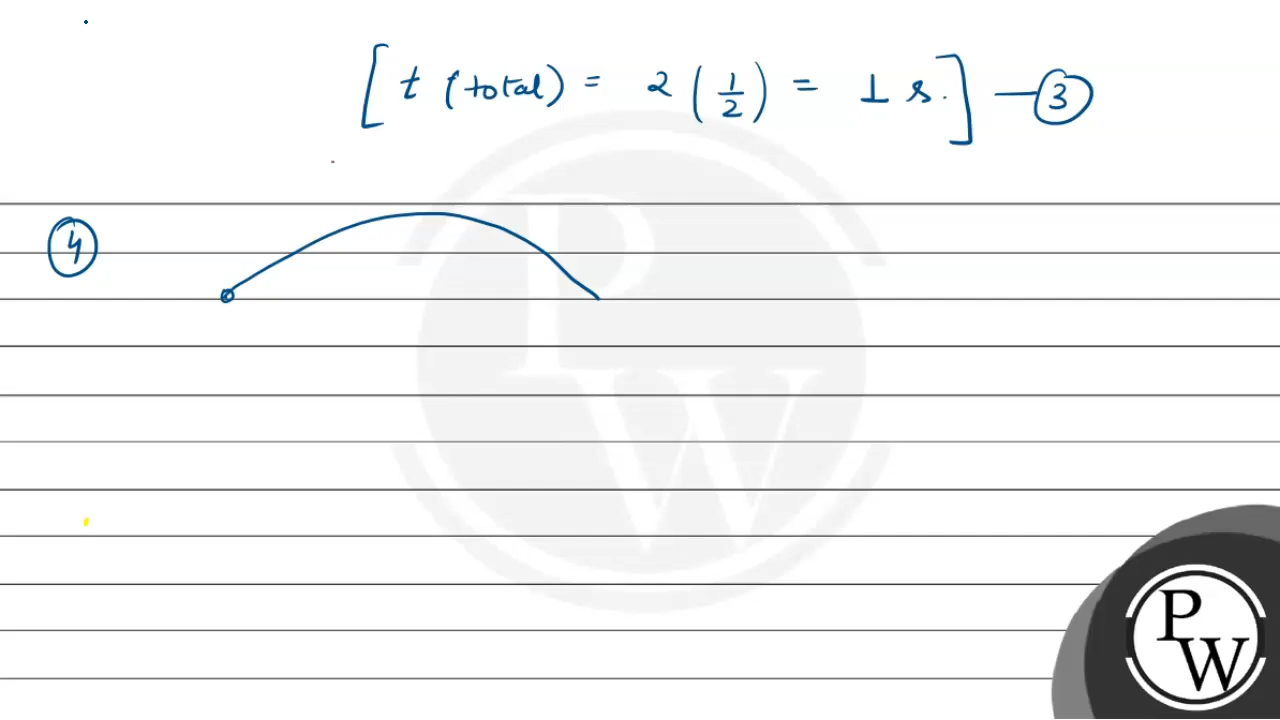 [ t (total) = 2 ( 1/2 ) = 1 s. ] — ③
④
P
W
P
W